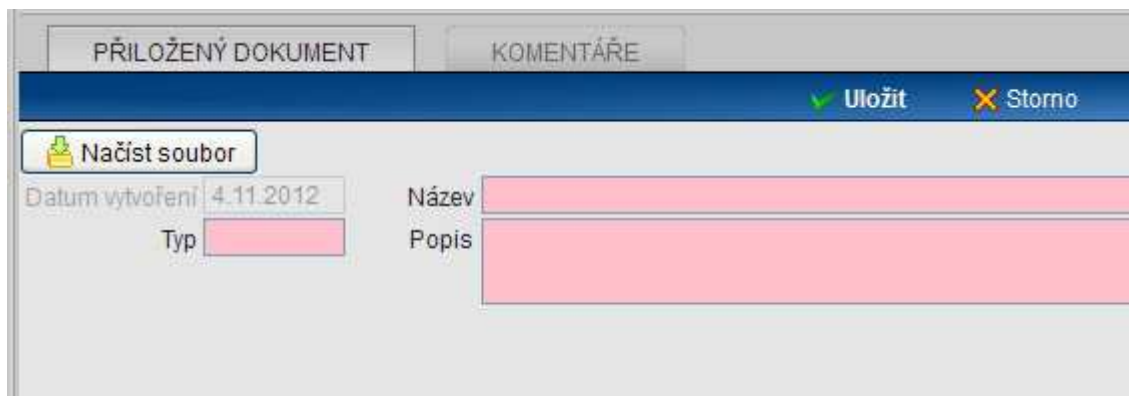 PŘILOŽENÝ DOKUMENT KOMENTÁŘE
Uložit Storno
Načíst soubor
Datum vytvoření 4.11.2012 Název
Typ Popis